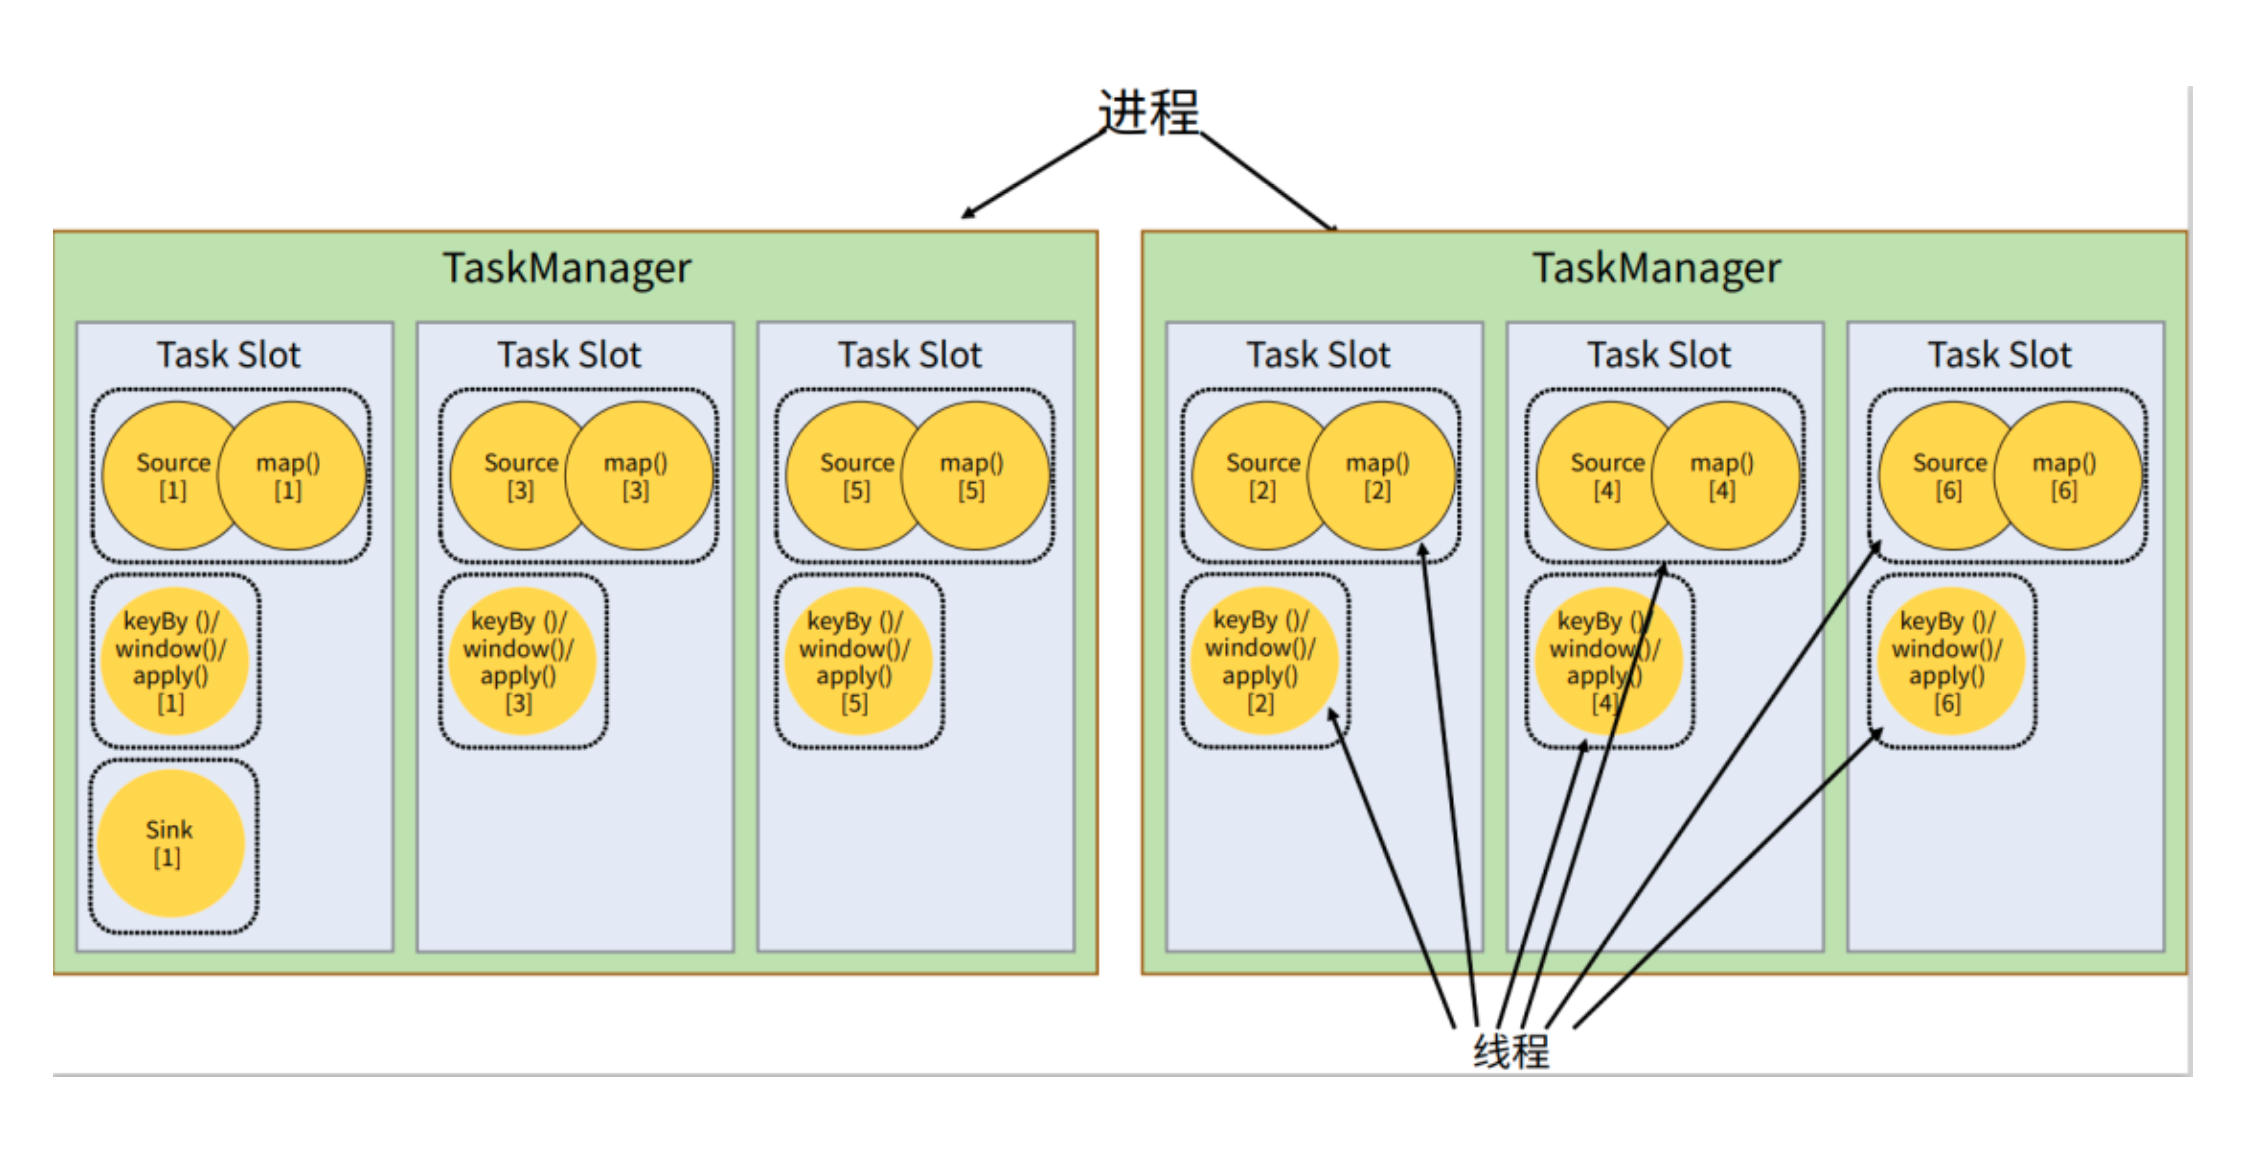 进程
TaskManager
Task Slot
Source
[1]
map()
[1]
keyBy ()/
window()/
apply()
[1]
Sink
[1]
Task Slot
Source
[3]
map()
[3]
keyBy ()/
window()/
apply()
[3]
Task Slot
Source
[5]
map()
[5]
keyBy ()/
window()/
apply()
[5]
TaskManager
Task Slot
Source
[2]
map()
[2]
keyBy ()/
window()/
apply()
[2]
Task Slot
Source
[4]
map()
[4]
keyBy ()/
window()/
apply()
[4]
Task Slot
Source
[6]
map()
[6]
keyBy ()/
window()/
apply()
[6]
线程